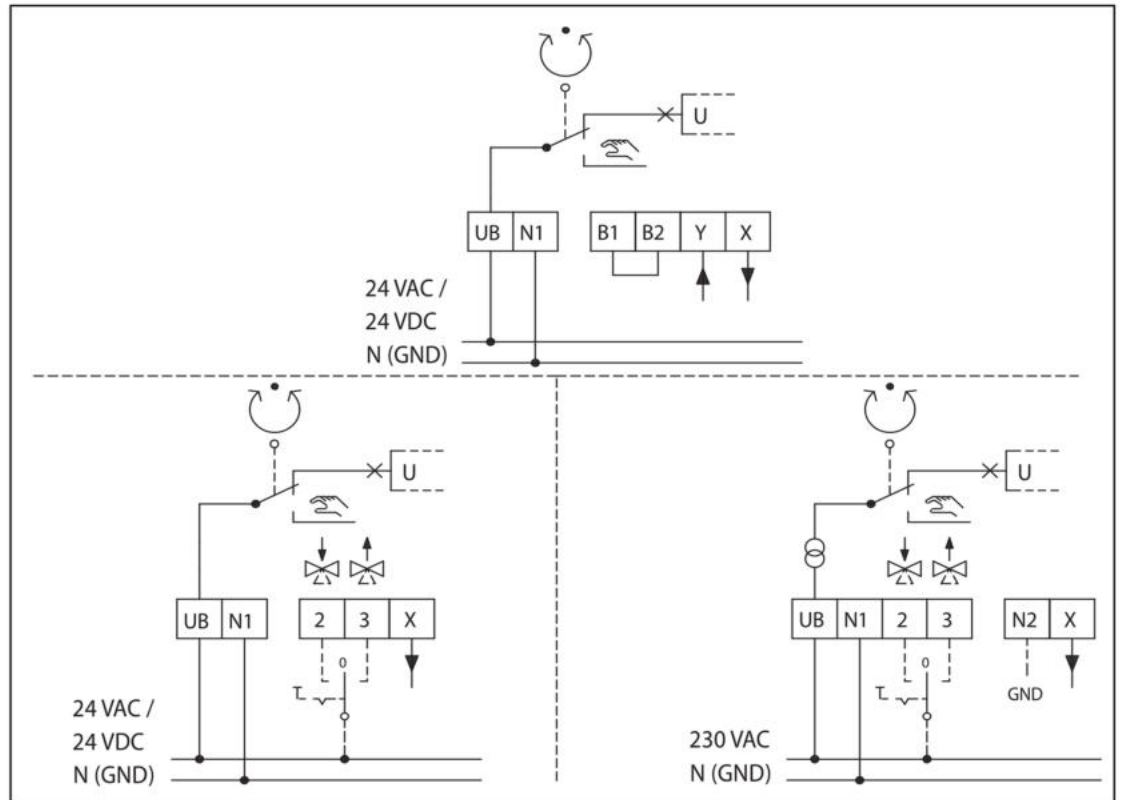 U
UB N1 B1 B2 Y X
24 VAC /
24 VDC
N (GND)
U
UB N1 2 3 X
0
T
24 VAC /
24 VDC
N (GND)
U
UB N1 2 3 N2 X
0
T
GND
230 VAC
N (GND)